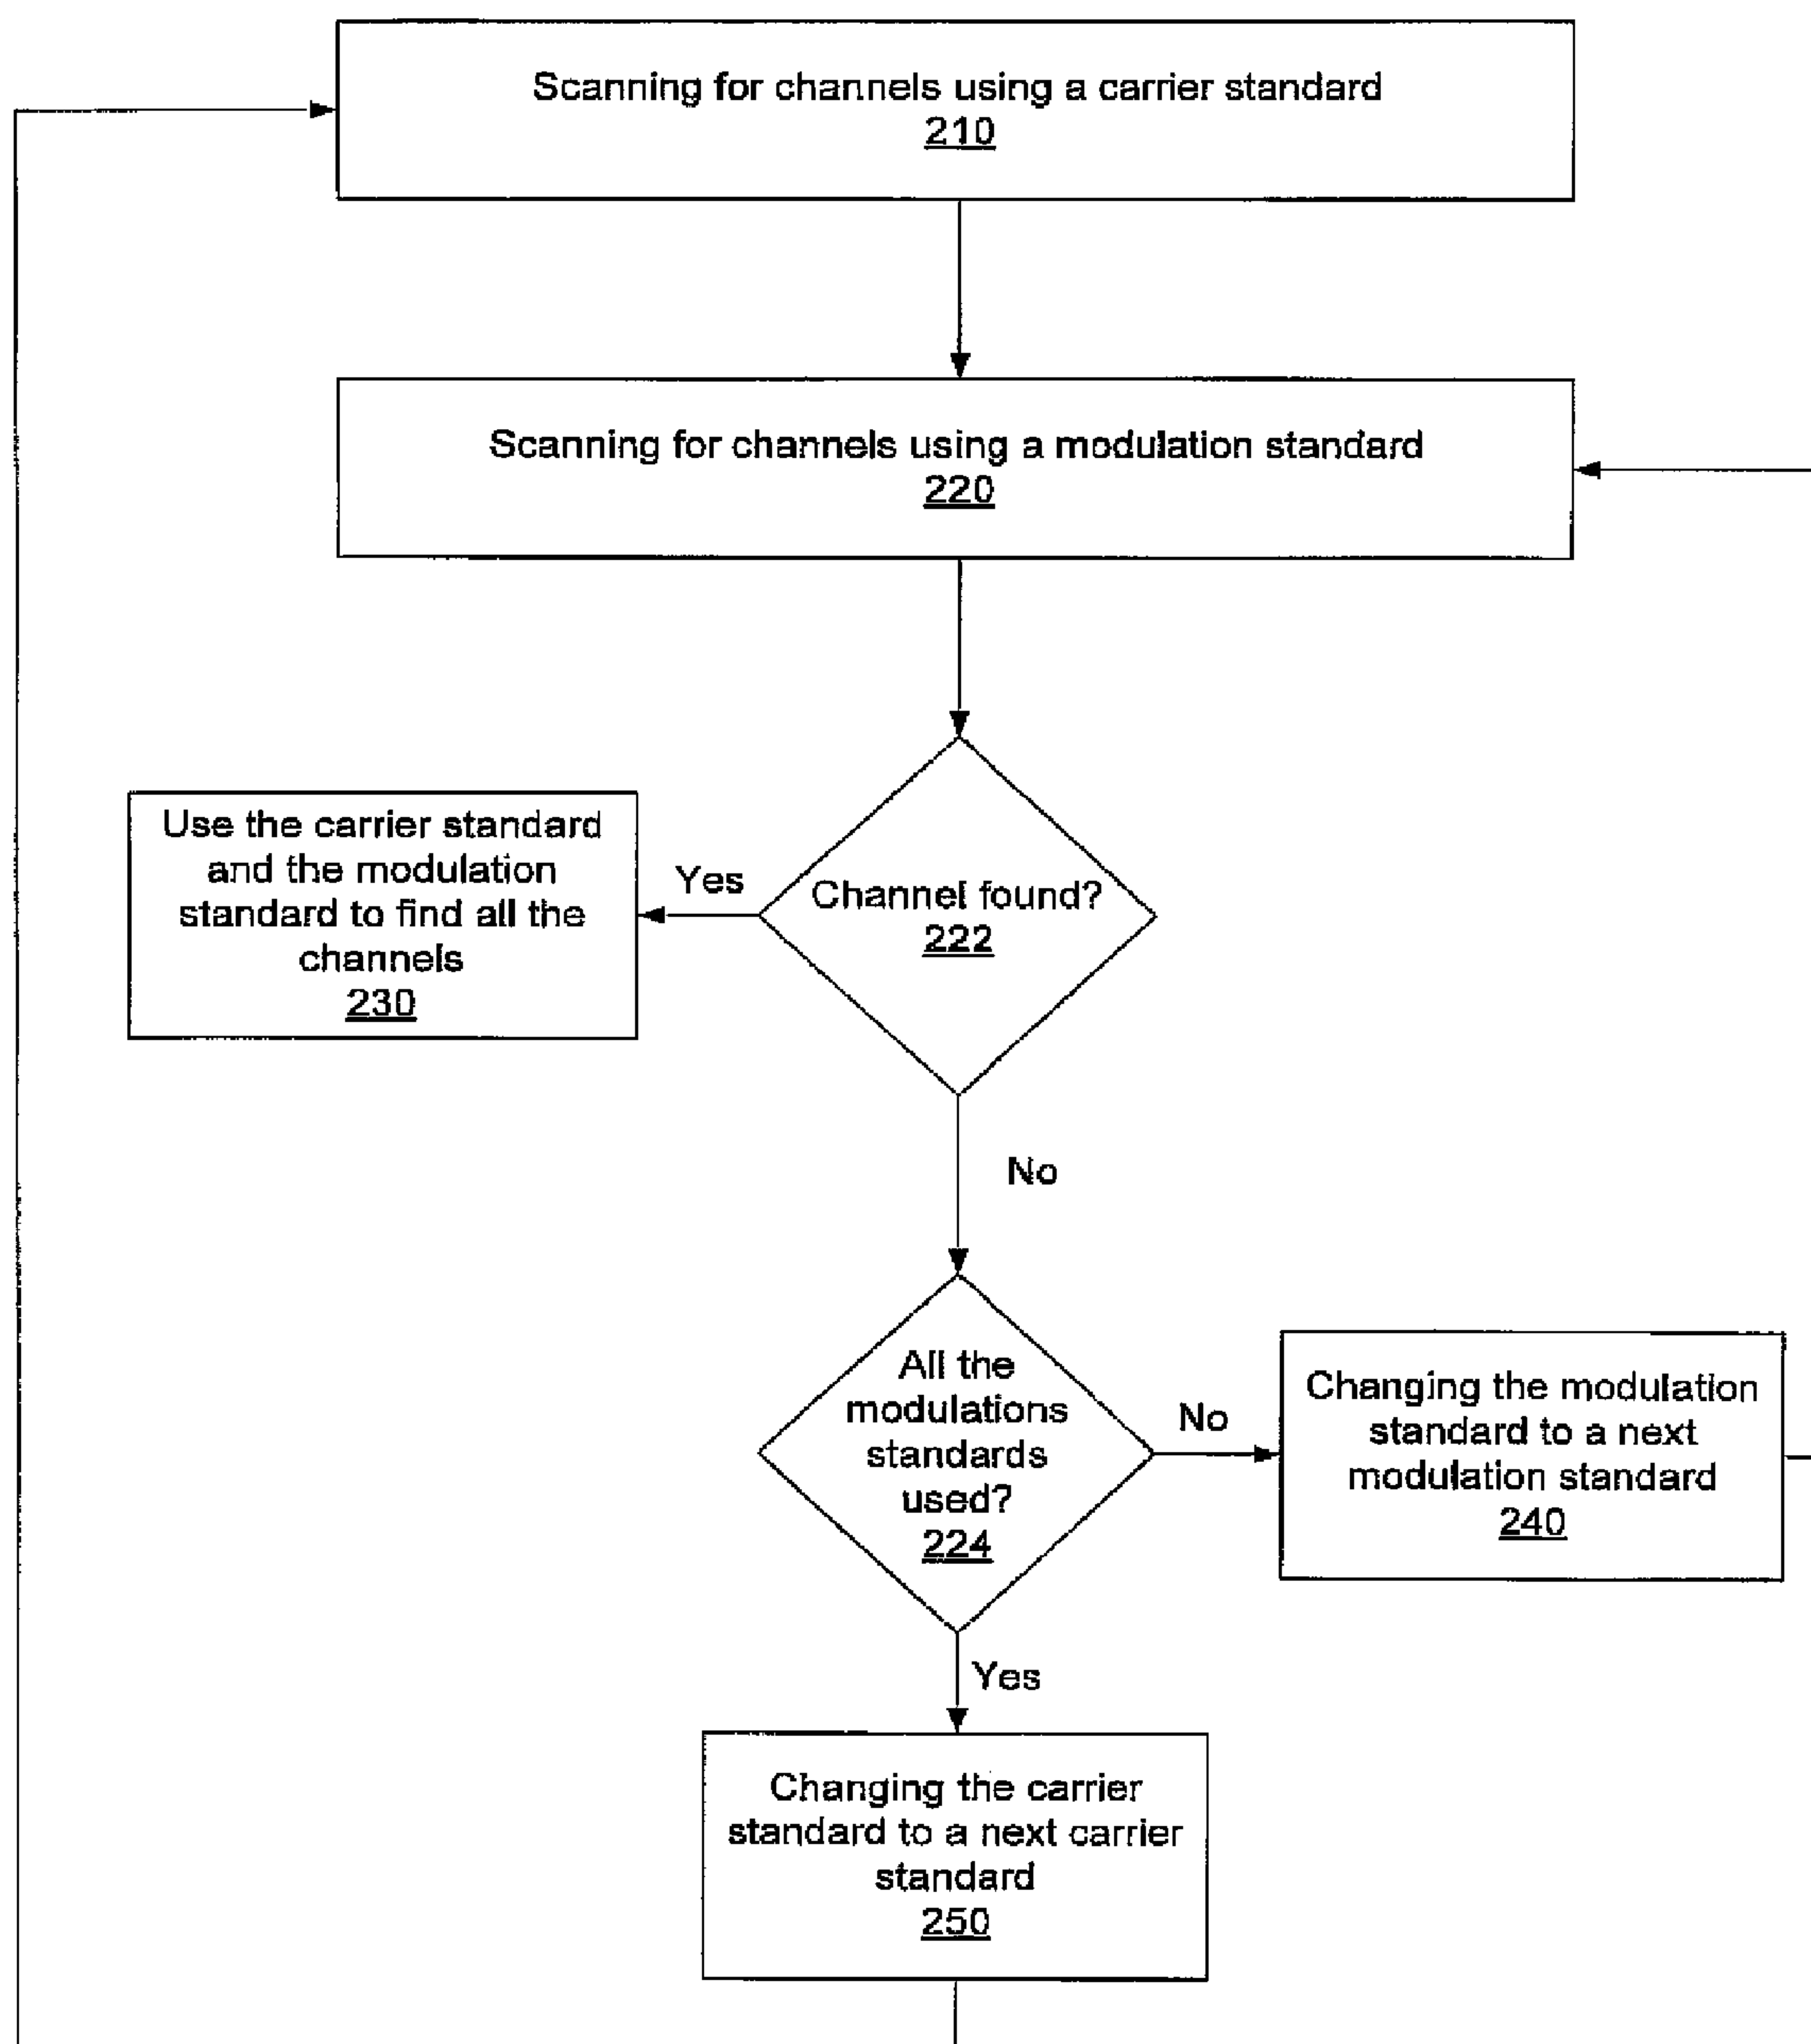 Scanning for channels using a carrier standard
210
Scanning for channels using a modulation standard
220
Use the carrier standard
and the modulation
standard to find all the
channels
230
Yes
Channel found?
222
No
All the
modulations
standards
used?
224
No
Changing the modulation
standard to a next
modulation standard
240
Yes
Changing the carrier
standard to a next carrier
standard
250